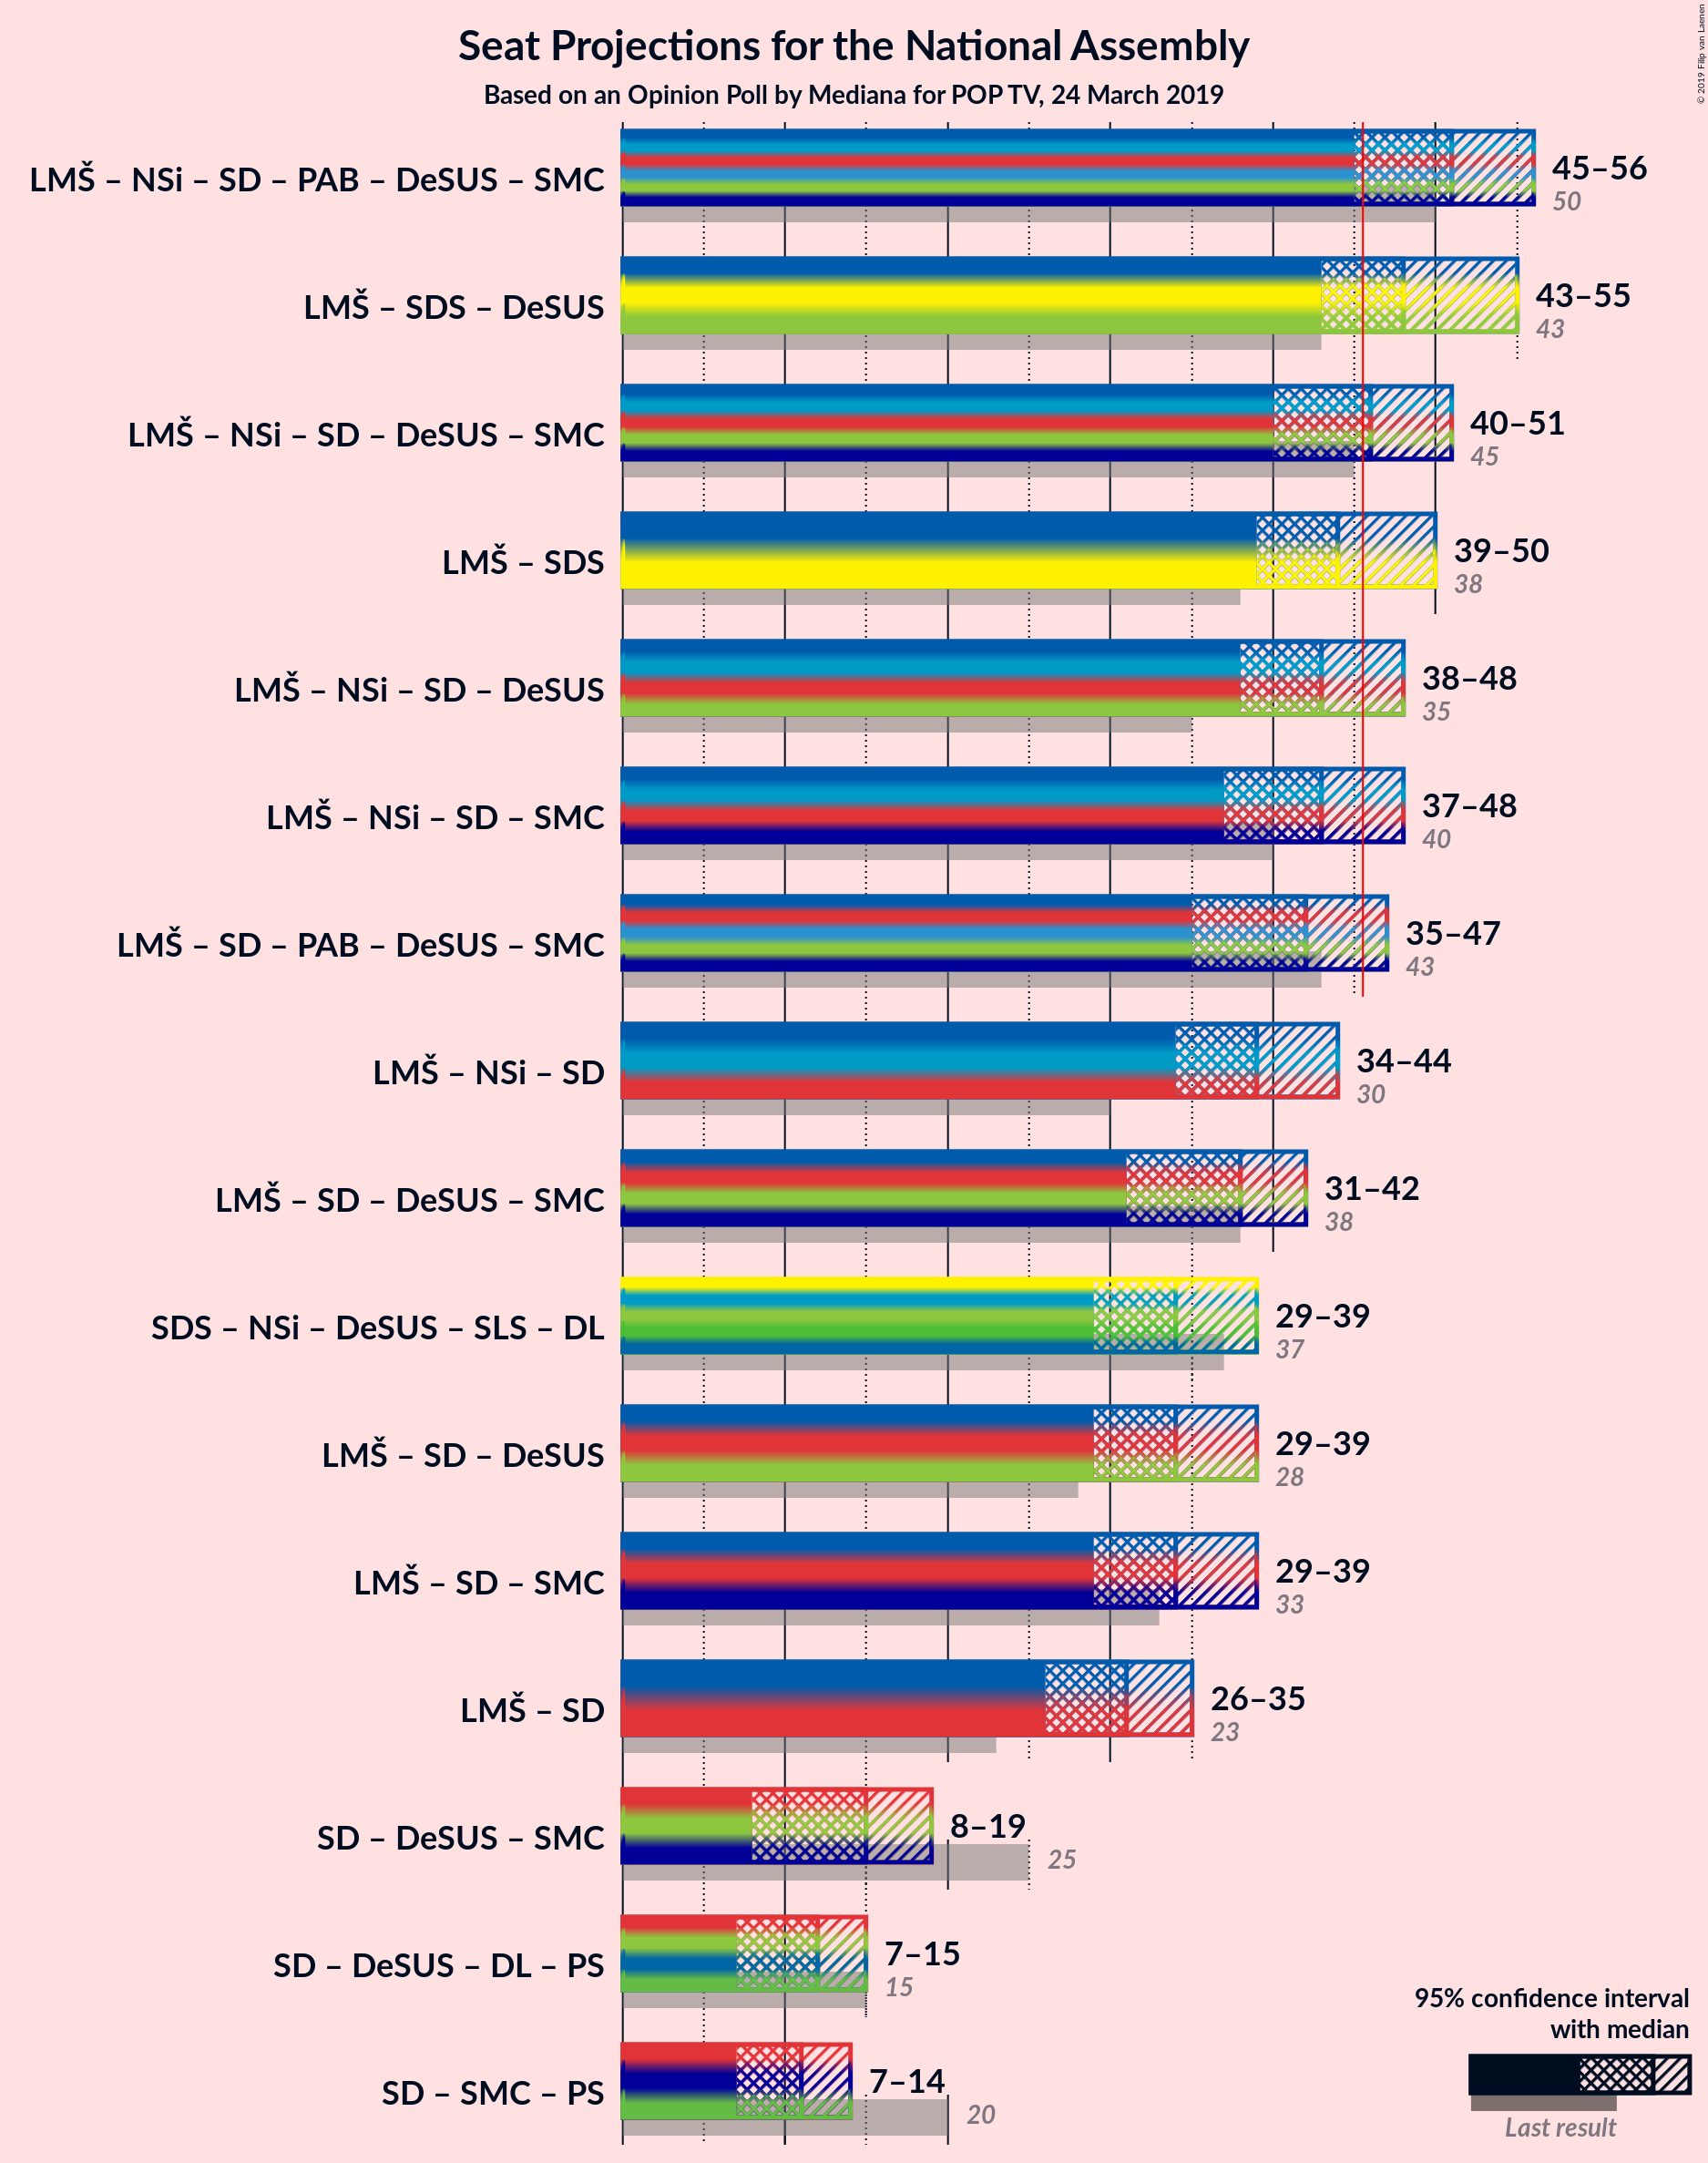 Seat Projections for the National Assembly
Based on an Opinion Poll by Mediana for POP TV, 24 March 2019
© 2019 Filip van Laenen
LMŠ – NSi – SD – PAB – DeSUS – SMC
45–56
50
LMŠ – SDS – DeSUS
43–55
43
LMŠ – NSi – SD – DeSUS – SMC
40–51
45
LMŠ – SDS
39–50
38
LMŠ – NSi – SD – DeSUS
38–48
35
LMŠ – NSi – SD – SMC
37–48
40
LMŠ – SD – PAB – DeSUS – SMC
35–47
43
LMŠ – NSi – SD
34–44
30
LMŠ – SD – DeSUS – SMC
31–42
38
SDS – NSi – DeSUS – SLS – DL
29–39
37
LMŠ – SD – DeSUS
29–39
28
LMŠ – SD – SMC
29–39
33
LMŠ – SD
26–35
23
SD – DeSUS – SMC
8–19
25
SD – DeSUS – DL – PS
7–15
15
SD – SMC – PS
7–14
20
95% confidence interval
with median
Last result